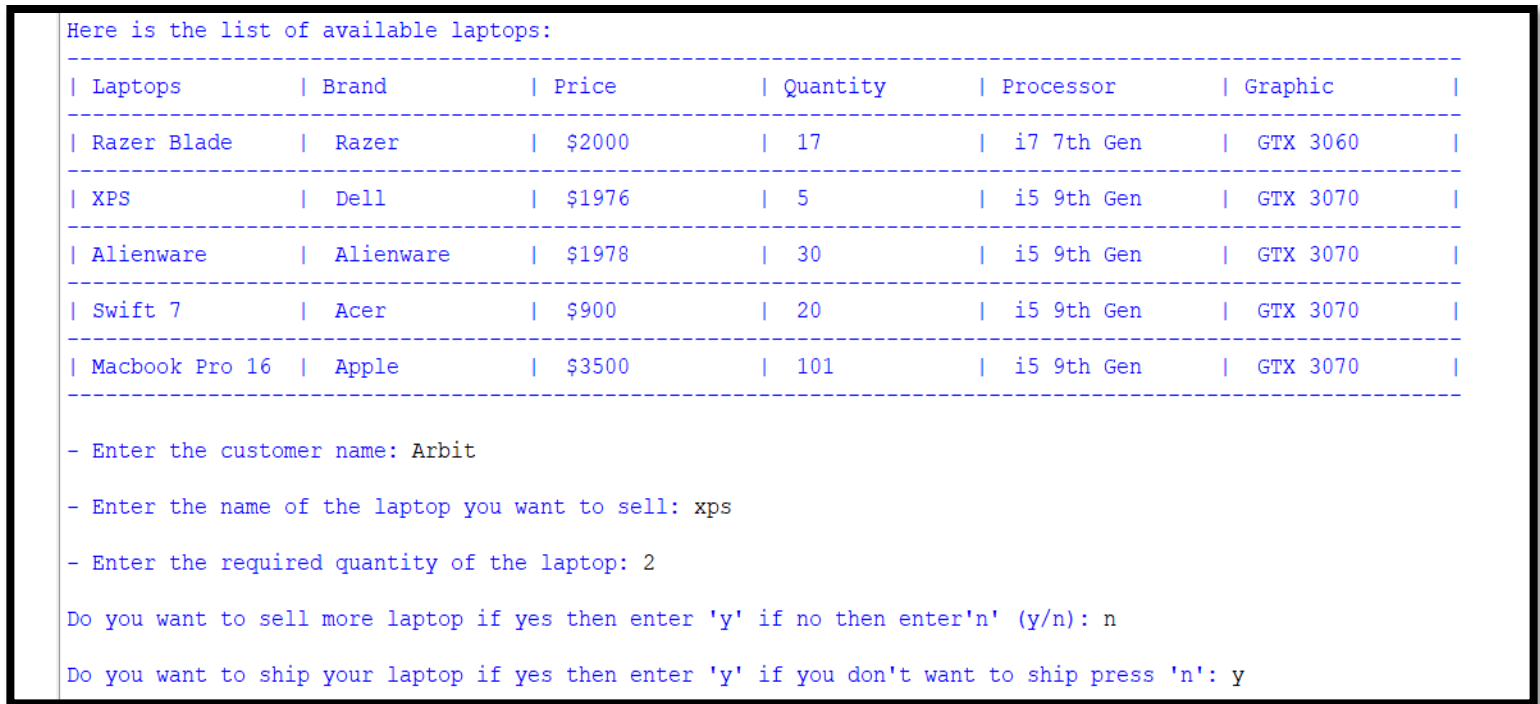 Here is the list of available laptops:
-------------------------------------------------------------------------------------------------------------
| Laptops | Brand | Price | Quantity | Processor | Graphic |
-------------------------------------------------------------------------------------------------------------
| Razer Blade | Razer | $2000 | 17 | i7 7th Gen | GTX 3060 |
-------------------------------------------------------------------------------------------------------------
| XPS | Dell | $1976 | 5 | i5 9th Gen | GTX 3070 |
-------------------------------------------------------------------------------------------------------------
| Alienware | Alienware | $1978 | 30 | i5 9th Gen | GTX 3070 |
-------------------------------------------------------------------------------------------------------------
| Swift 7 | Acer | $900 | 20 | i5 9th Gen | GTX 3070 |
-------------------------------------------------------------------------------------------------------------
| Macbook Pro 16 | Apple | $3500 | 101 | i5 9th Gen | GTX 3070 |
-------------------------------------------------------------------------------------------------------------
- Enter the customer name: Arbit
- Enter the name of the laptop you want to sell: xps
- Enter the required quantity of the laptop: 2
Do you want to sell more laptop if yes then enter 'y' if no then enter'n' (y/n): n
Do you want to ship your laptop if yes then enter 'y' if you don't want to ship press 'n': y